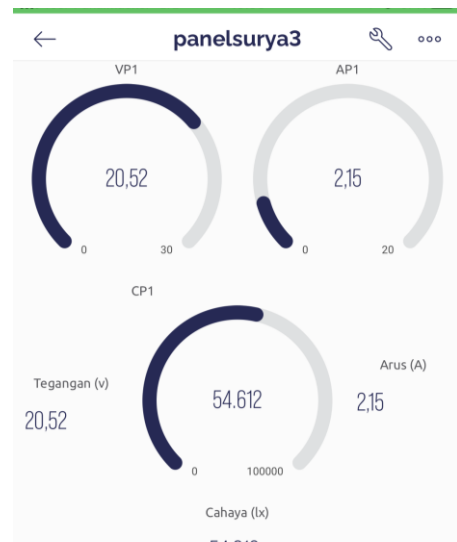 panelsurya3
VP1
AP1
20,52
2,15
0
30
0
20
CP1
Tegangan (v)
20,52
54.612
Arus (A)
2,15
0
100000
Cahaya (lx)